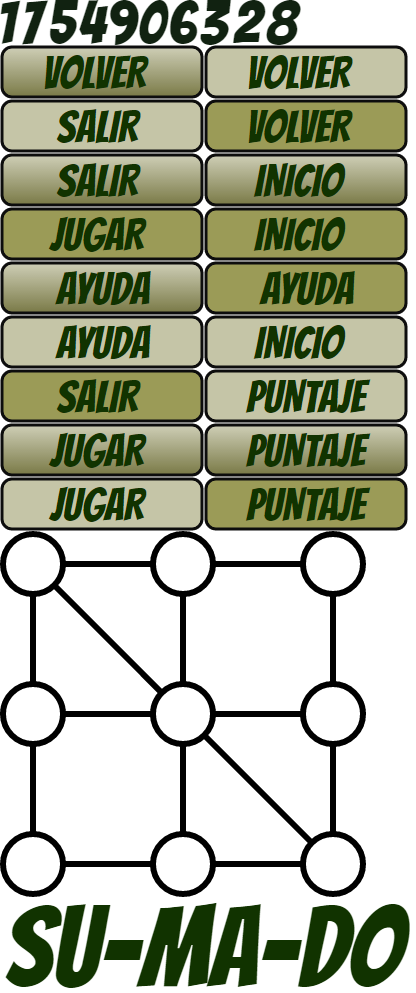 1754906328
VOLVER VOLVER
SALIR VOLVER
SALIR INICIO
JUGAR INICIO
AYUDA AYUDA
AYUDA INICIO
SALIR PUNTAJE
JUGAR PUNTAJE
JUGAR PUNTAJE
SU-MA-DO